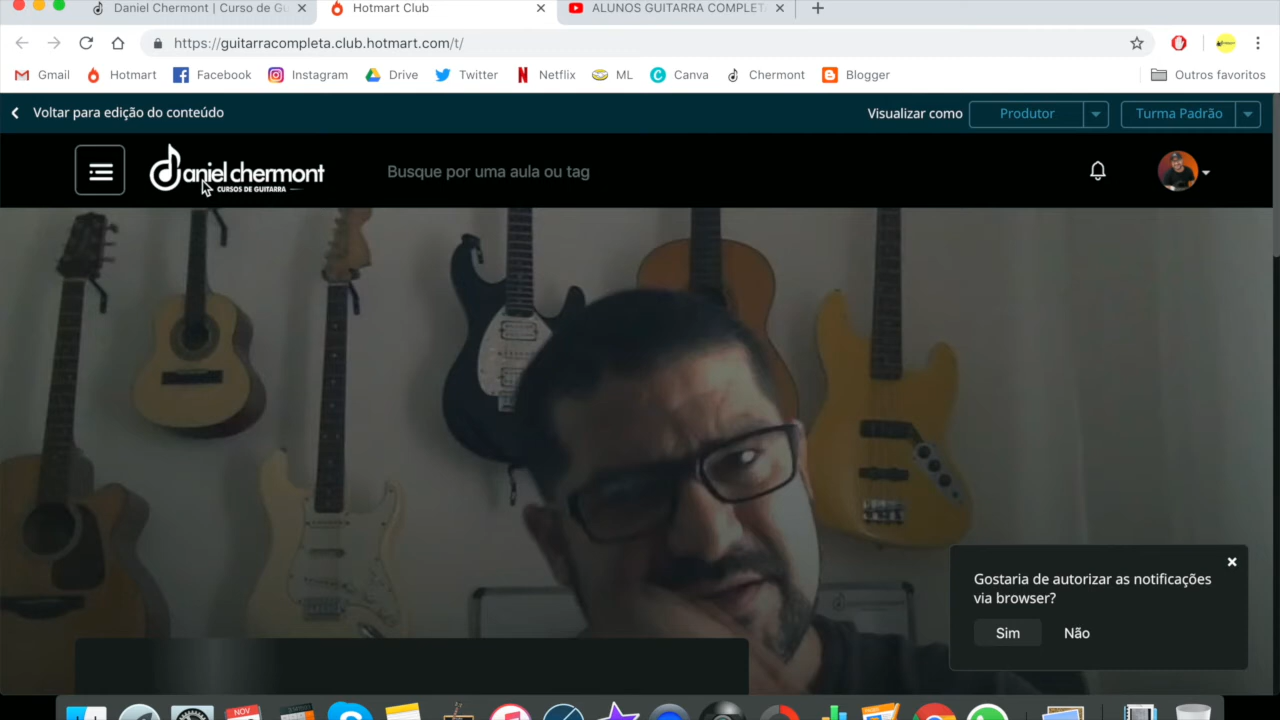 Daniel Chermont | Curso de Gu
Hotmart Club
ALUNOS GUITARRA COMPLET
https://guitarracompleta.club.hotmart.com/t/
Gmail
Hotmart
Facebook
Instagram
Drive
Twitter
Netflix
ML
Canva
Chermont
Blogger
Outros favoritos
Voltar para edição do conteúdo
Visualizar como
Produtor
Turma Padrão
daniel chermont
CURSOS DE GUITARRA
Busque por uma aula ou tag
Gostaria de autorizar as notificações
via browser?
Sim
Não
NOV